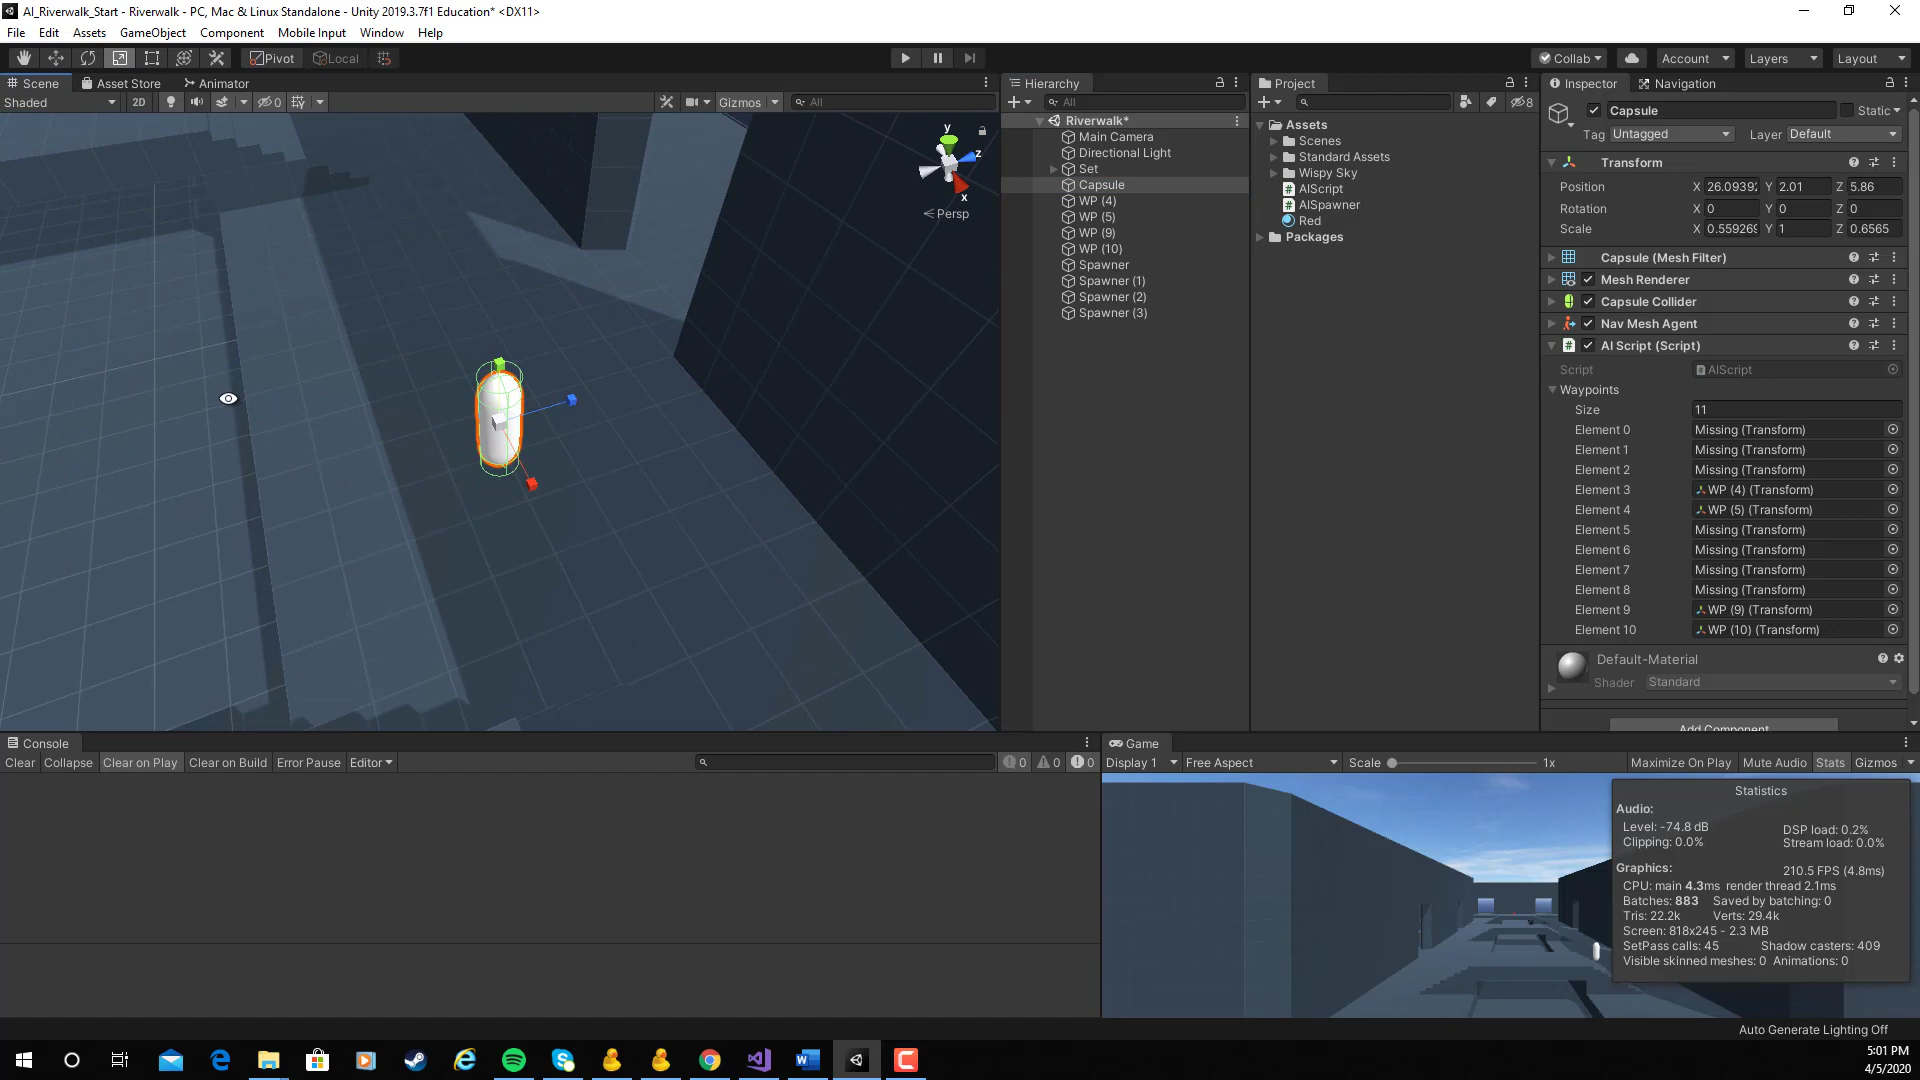 AI_Riverwalk_Start - Riverwalk - PC, Mac & Linux Standalone - Unity 2019.3.7f1 Education* <DX11>
File Edit Assets GameObject Component Mobile Input Window Help
Pivot Local Collab Account Layers Layout
Scene Asset Store Animator
Shaded 2D 0 Gizmos All
y
z
x
Persp
Hierarchy
All
Riverwalk*
Main Camera
Directional Light
Set
Capsule
WP (4)
WP (5)
WP (9)
WP (10)
Spawner
Spawner (1)
Spawner (2)
Spawner (3)
Project
8
Assets
Scenes
Standard Assets
Wispy Sky
AIScript
AISpawner
Red
Packages
Inspector Navigation
Capsule Static
Tag Untagged Layer Default
Transform
Position X 26.0939 Y 2.01 Z 5.86
Rotation X 0 Y 0 Z 0
Scale X 0.559269 Y 1 Z 0.6565
Capsule (Mesh Filter)
Mesh Renderer
Capsule Collider
Nav Mesh Agent
AI Script (Script)
Script AIScript
Waypoints
Size 11
Element 0 Missing (Transform)
Element 1 Missing (Transform)
Element 2 Missing (Transform)
Element 3 WP (4) (Transform)
Element 4 WP (5) (Transform)
Element 5 Missing (Transform)
Element 6 Missing (Transform)
Element 7 Missing (Transform)
Element 8 Missing (Transform)
Element 9 WP (9) (Transform)
Element 10 WP (10) (Transform)
Default-Material
Shader Standard
Add Component
Console
Clear Collapse Clear on Play Clear on Build Error Pause Editor 0 0 0
Game
Display 1 Free Aspect Scale 1x Maximize On Play Mute Audio Stats Gizmos
Statistics
Audio:
Level: -74.8 dB DSP load: 0.2%
Clipping: 0.0% Stream load: 0.0%
Graphics: 210.5 FPS (4.8ms)
CPU: main 4.3ms render thread 2.1ms
Batches: 883 Saved by batching: 0
Tris: 22.2k Verts: 29.4k
Screen: 818x245 - 2.3 MB
SetPass calls: 45 Shadow casters: 409
Visible skinned meshes: 0 Animations: 0
Auto Generate Lighting Off
5:01 PM
4/5/2020